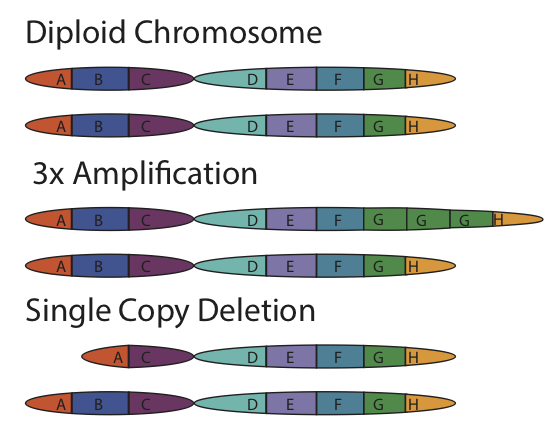 Diploid Chromosome
A B C D E F G H
A B C D E F G H
3x Amplification
A B C D E F G G G H
A B C D E F G H
Single Copy Deletion
A C D E F G H
A B C D E F G H